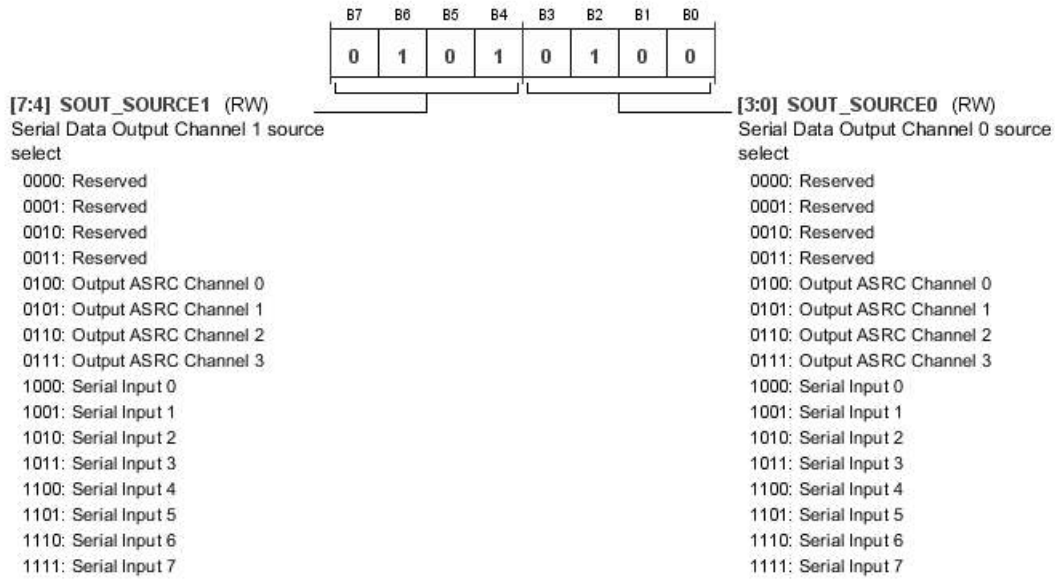 B7 B6 B5 B4 B3 B2 B1 B0
0 1 0 1 0 1 0 0
[7:4] SOUT_SOURCE1 (RW)
Serial Data Output Channel 1 source
select
0000: Reserved
0001: Reserved
0010: Reserved
0011: Reserved
0100: Output ASRC Channel 0
0101: Output ASRC Channel 1
0110: Output ASRC Channel 2
0111: Output ASRC Channel 3
1000: Serial Input 0
1001: Serial Input 1
1010: Serial Input 2
1011: Serial Input 3
1100: Serial Input 4
1101: Serial Input 5
1110: Serial Input 6
1111: Serial Input 7
[3:0] SOUT_SOURCE0 (RW)
Serial Data Output Channel 0 source
select
0000: Reserved
0001: Reserved
0010: Reserved
0011: Reserved
0100: Output ASRC Channel 0
0101: Output ASRC Channel 1
0110: Output ASRC Channel 2
0111: Output ASRC Channel 3
1000: Serial Input 0
1001: Serial Input 1
1010: Serial Input 2
1011: Serial Input 3
1100: Serial Input 4
1101: Serial Input 5
1110: Serial Input 6
1111: Serial Input 7